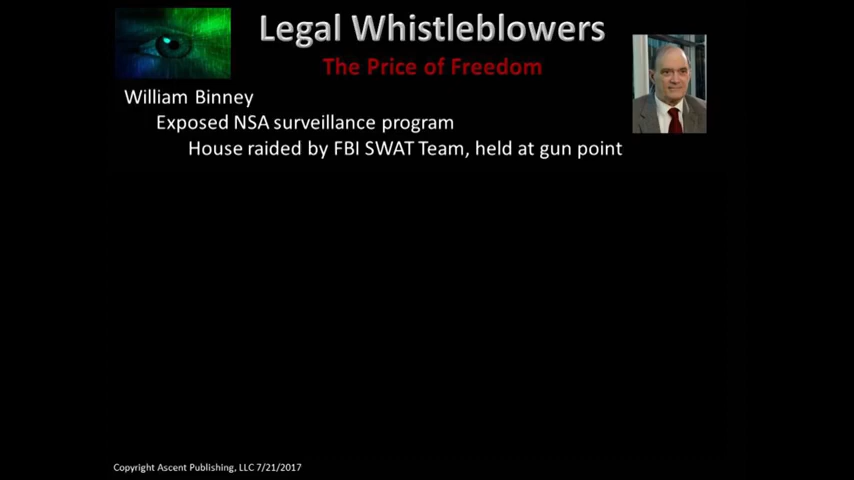 Legal Whistleblowers
The Price of Freedom
William Binney
Exposed NSA surveillance program
House raided by FBI SWAT Team, held at gun point
Copyright Ascent Publishing, LLC 7/21/2017